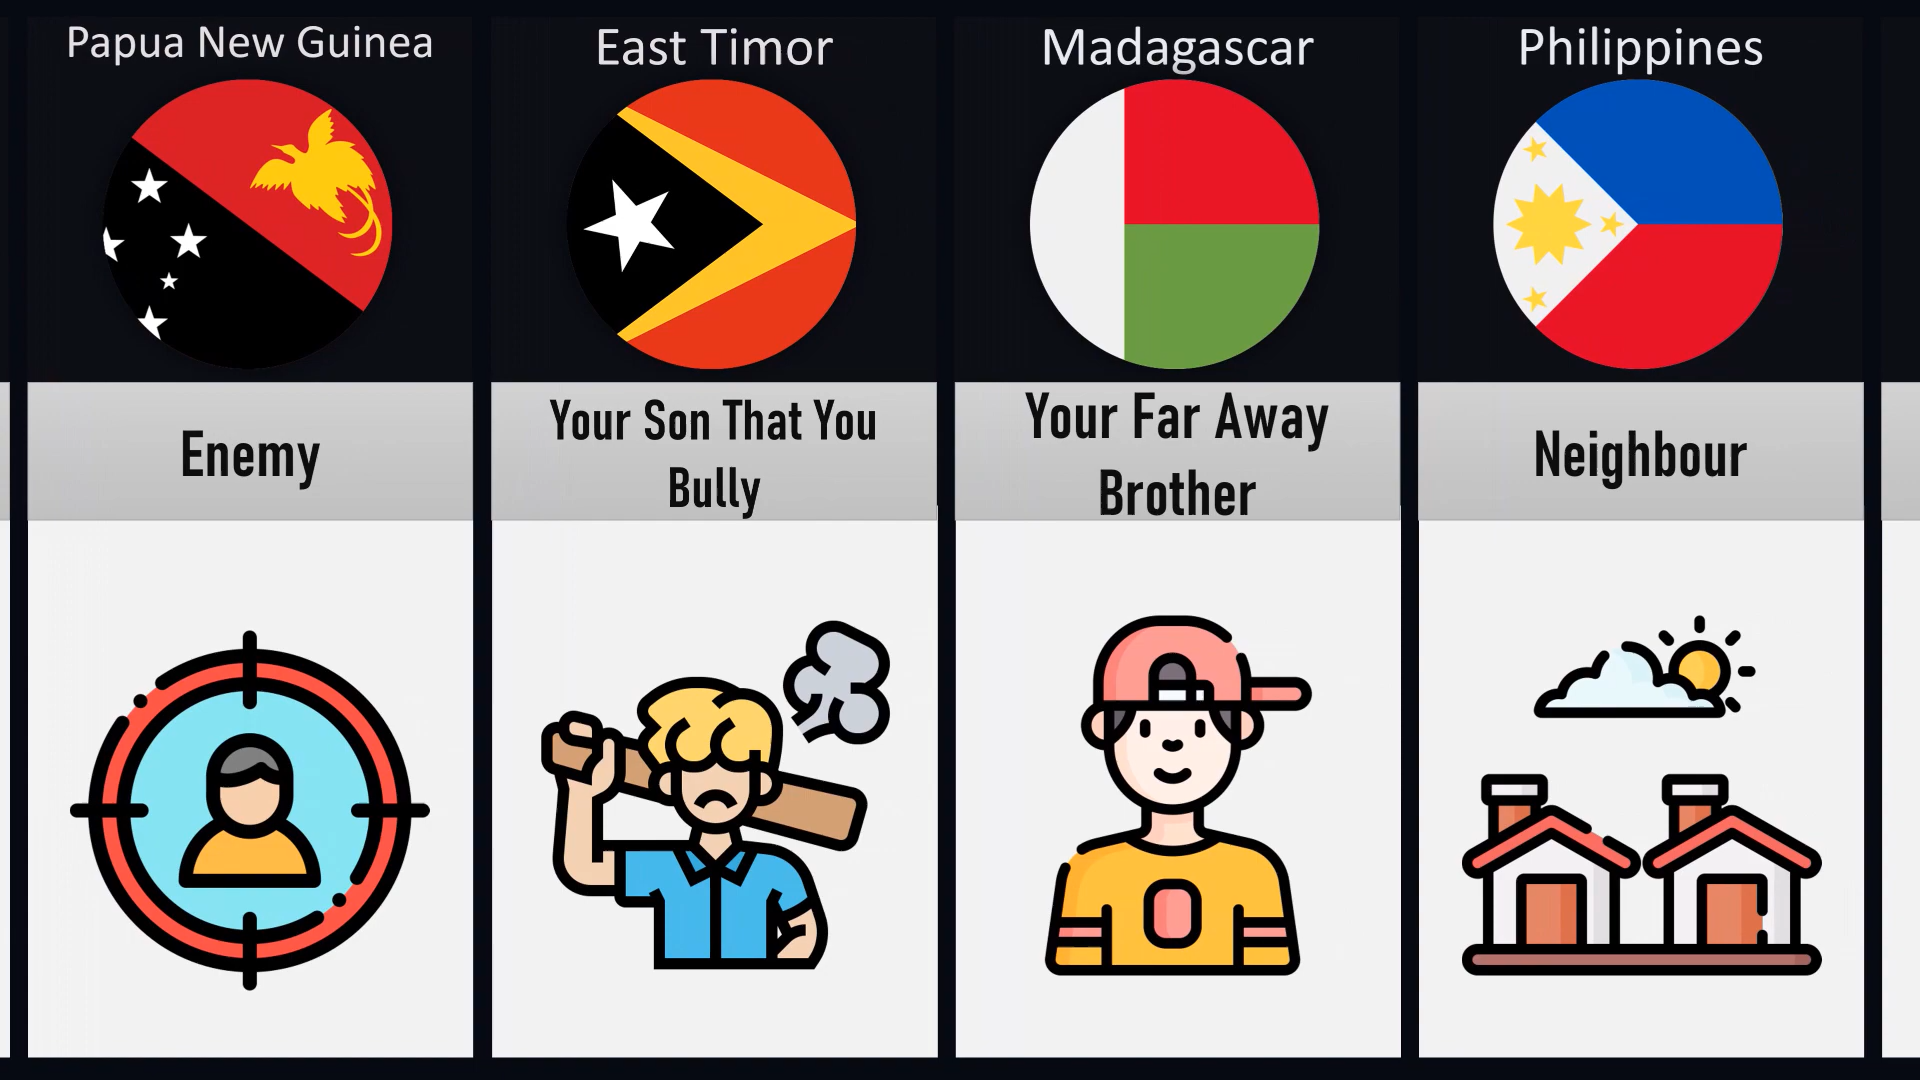 Papua New Guinea
East Timor
Madagascar
Philippines
Enemy
Your Son That You
Bully
Your Far Away
Brother
Neighbour